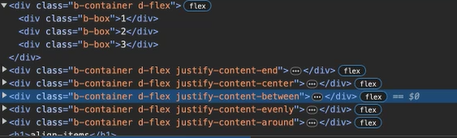 <div class="b-container d-flex"> flex
<div class="b-box">1</div>
<div class="b-box">2</div>
<div class="b-box">3</div>
</div>
<div class="b-container d-flex justify-content-end">…</div> flex
<div class="b-container d-flex justify-content-center">…</div> flex
<div class="b-container d-flex justify-content-between">…</div> flex == $0
<div class="b-container d-flex justify-content-evenly">…</div> flex
<div class="b-container d-flex justify-content-around">…</div> flex
<h1>align-items</h1>